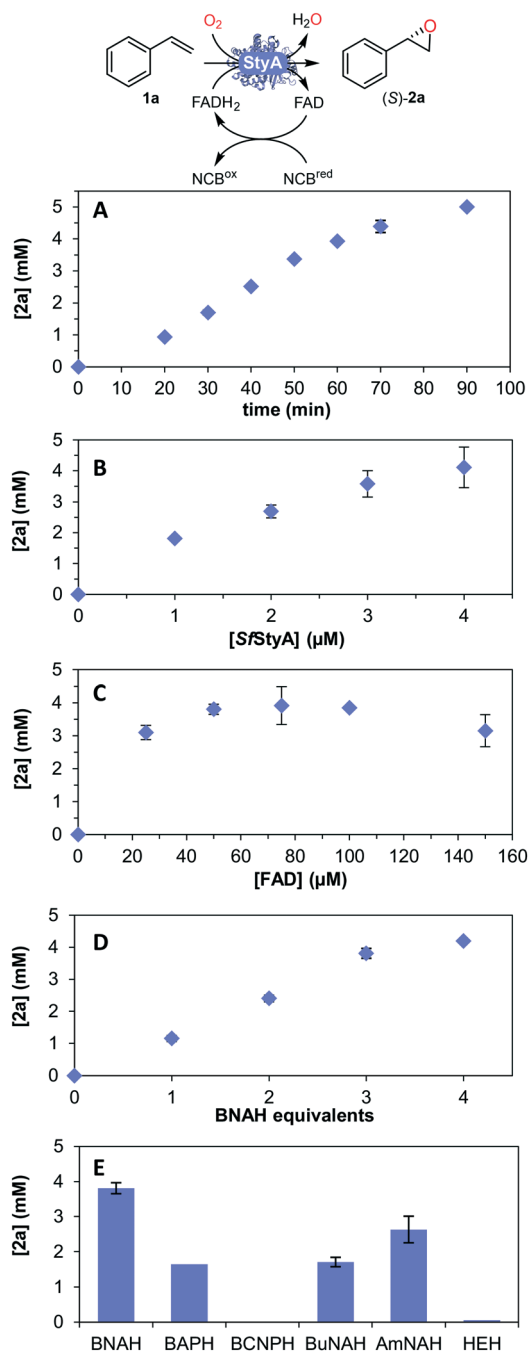 O₂ H₂O
StyA
1a (S)-2a
FADH₂ FAD
NCBᵒˣ NCBʳᵉᵈ
A
[2a] (mM)
5
4
3
2
1
0
0 10 20 30 40 50 60 70 80 90 100
time (min)
B
[2a] (mM)
5
4
3
2
1
0
0 1 2 3 4
[SfStyA] (µM)
C
[2a] (mM)
5
4
3
2
1
0
0 20 40 60 80 100 120 140 160
[FAD] (µM)
D
[2a] (mM)
5
4
3
2
1
0
0 1 2 3 4
BNAH equivalents
E
[2a] (mM)
5
4
3
2
1
0
BNAH BAPH BCNPH BuNAH AmNAH HEH